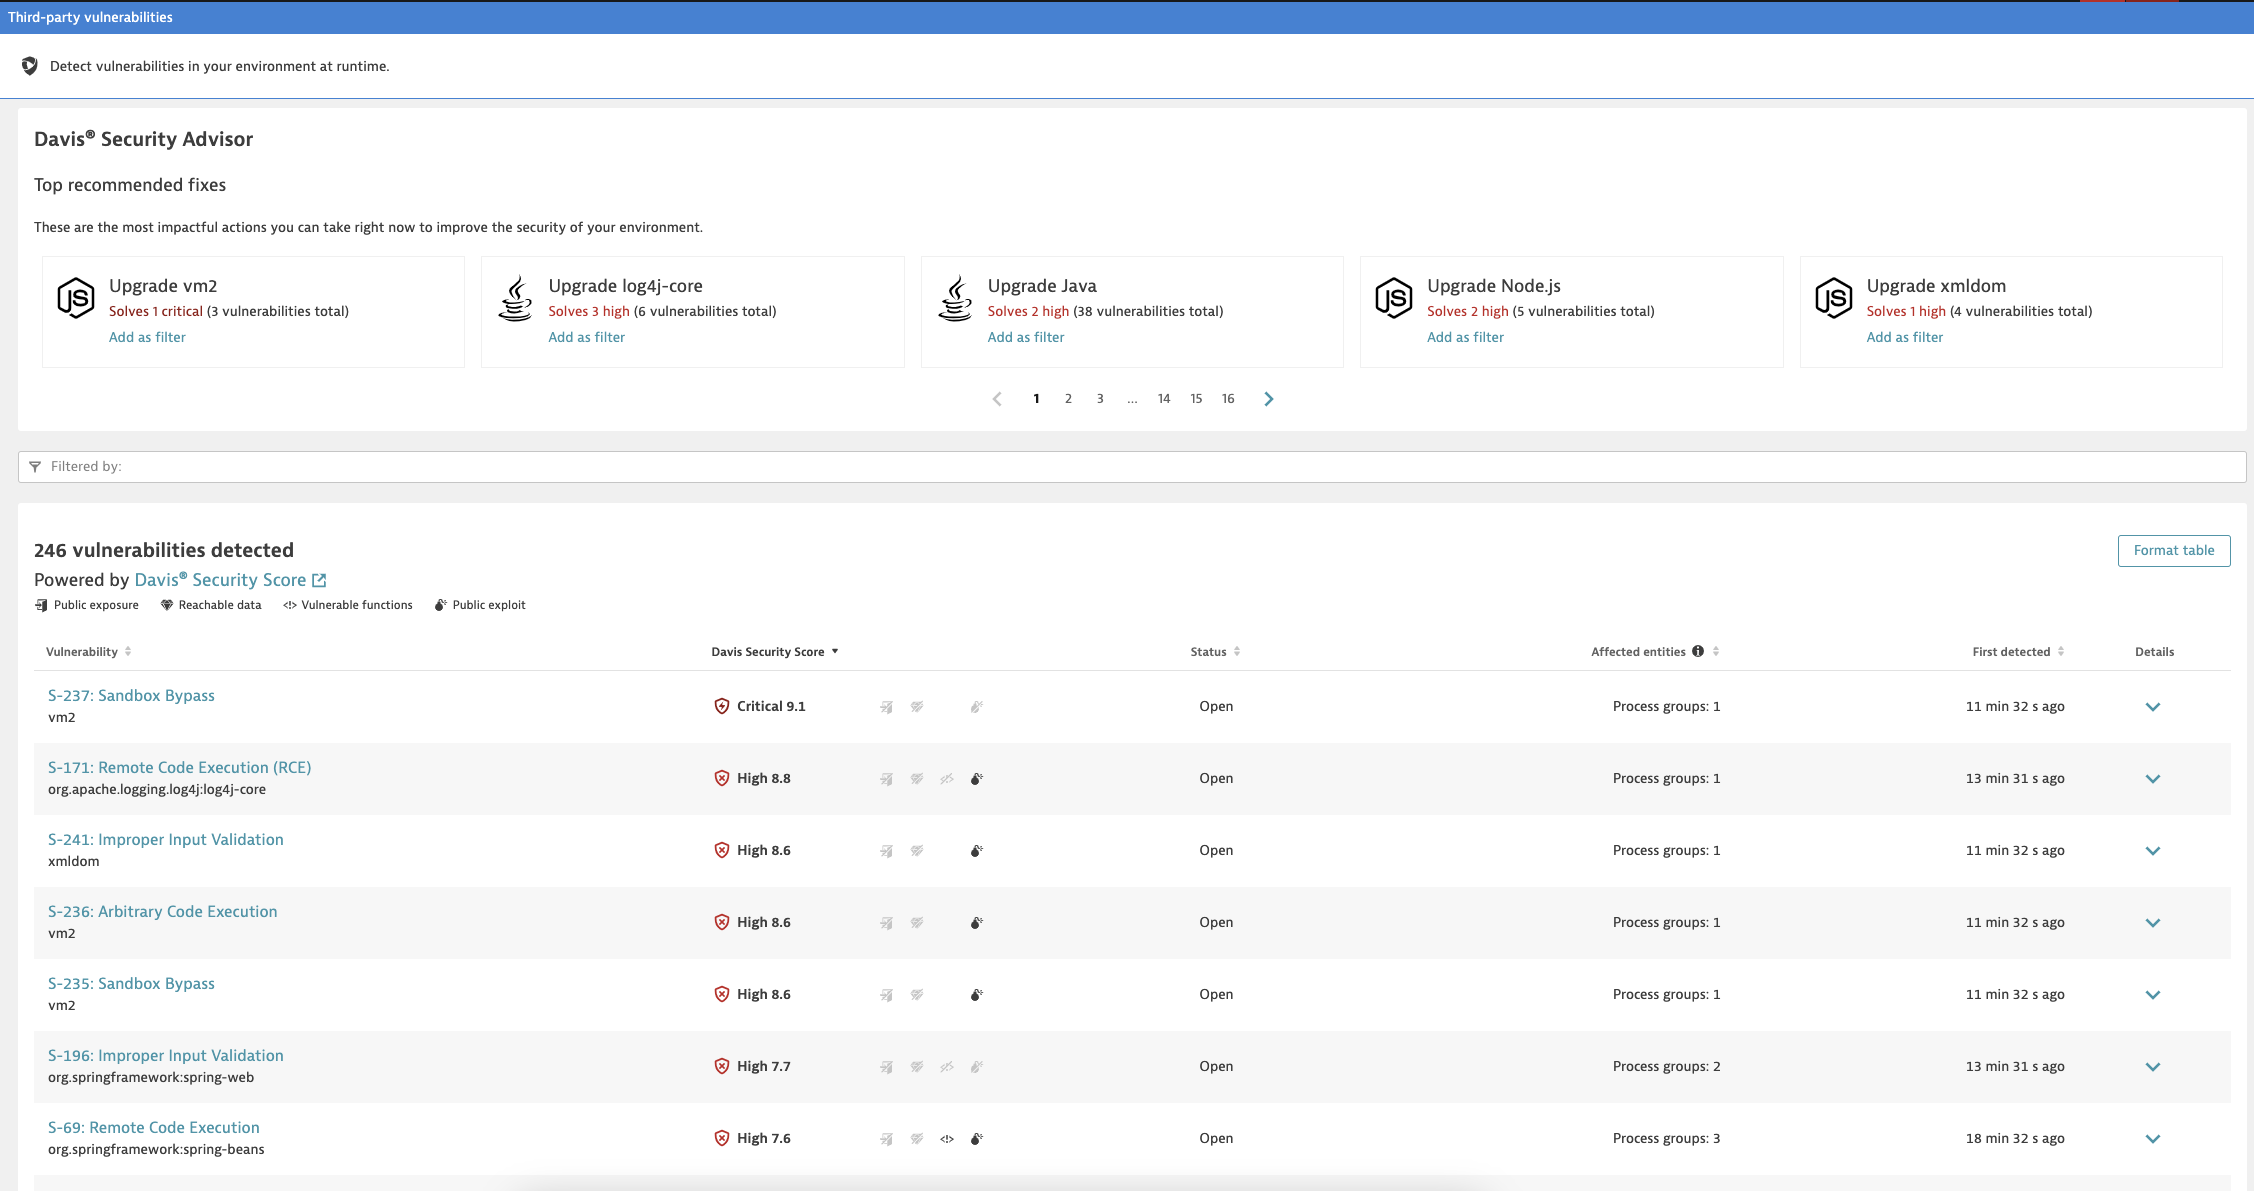 Third-party vulnerabilities
Detect vulnerabilities in your environment at runtime.
Davis® Security Advisor
Top recommended fixes
These are the most impactful actions you can take right now to improve the security of your environment.
Upgrade vm2
Solves 1 critical (3 vulnerabilities total)
Add as filter
Upgrade log4j-core
Solves 3 high (6 vulnerabilities total)
Add as filter
Upgrade Java
Solves 2 high (38 vulnerabilities total)
Add as filter
Upgrade Node.js
Solves 2 high (5 vulnerabilities total)
Add as filter
Upgrade xmldom
Solves 1 high (4 vulnerabilities total)
Add as filter
1 2 3 ... 14 15 16
Filtered by:
246 vulnerabilities detected
Format table
Powered by Davis® Security Score
Public exposure Reachable data Vulnerable functions Public exploit
Vulnerability Davis Security Score Status Affected entities First detected Details
S-237: Sandbox Bypass
vm2
Critical 9.1 Open Process groups: 1 11 min 32 s ago
S-171: Remote Code Execution (RCE)
org.apache.logging.log4j:log4j-core
High 8.8 Open Process groups: 1 13 min 31 s ago
S-241: Improper Input Validation
xmldom
High 8.6 Open Process groups: 1 11 min 32 s ago
S-236: Arbitrary Code Execution
vm2
High 8.6 Open Process groups: 1 11 min 32 s ago
S-235: Sandbox Bypass
vm2
High 8.6 Open Process groups: 1 11 min 32 s ago
S-196: Improper Input Validation
org.springframework:spring-web
High 7.7 Open Process groups: 2 13 min 31 s ago
S-69: Remote Code Execution
org.springframework:spring-beans
High 7.6 Open Process groups: 3 18 min 32 s ago